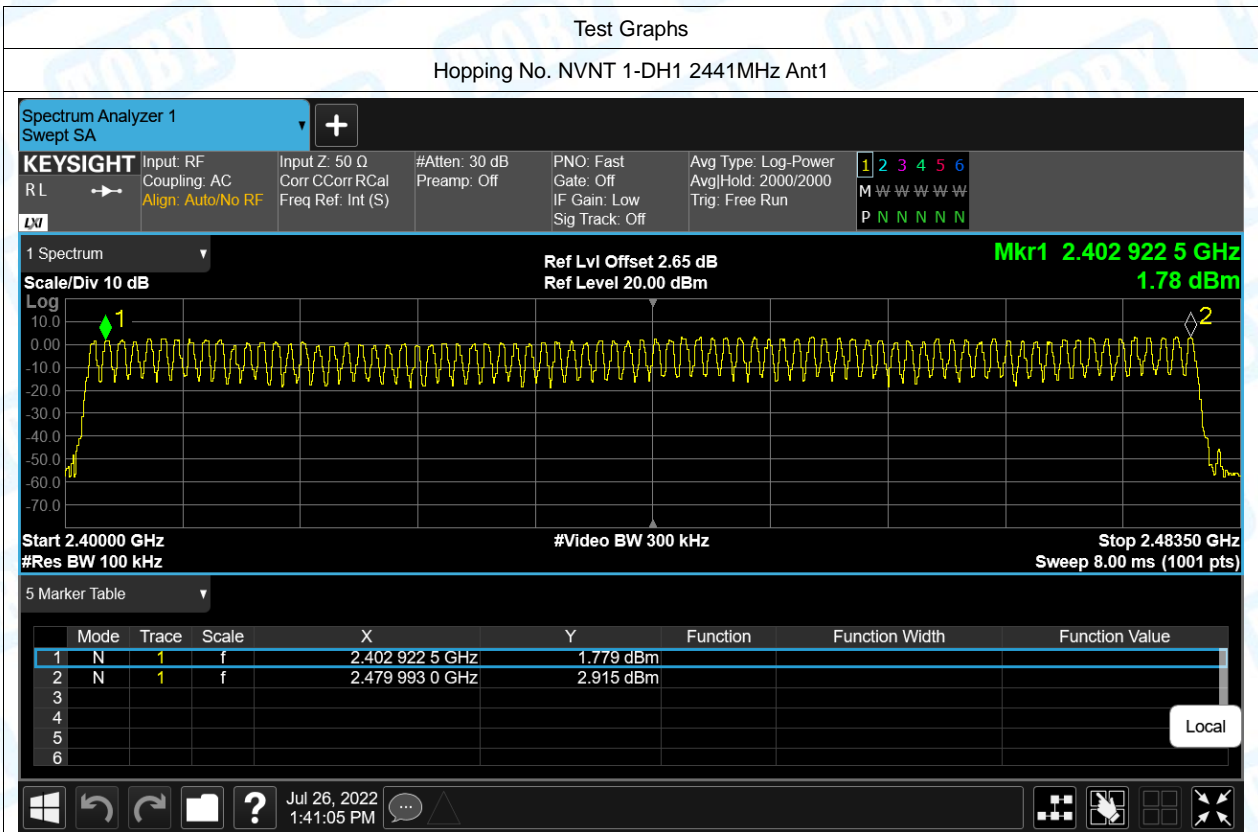 Test Graphs
Hopping No. NVNT 1-DH1 2441MHz Ant1
Spectrum Analyzer 1
Swept SA
+
KEYSIGHT
R L
LXI
Input: RF
Coupling: AC
Align: Auto/No RF
Input Z: 50 Ω
Corr CCorr RCal
Freq Ref: Int (S)
#Atten: 30 dB
Preamp: Off
PNO: Fast
Gate: Off
IF Gain: Low
Sig Track: Off
Avg Type: Log-Power
Avg|Hold: 2000/2000
Trig: Free Run
1 2 3 4 5 6
M W W W W W
P N N N N N
1 Spectrum
Scale/Div 10 dB
Ref Lvl Offset 2.65 dB
Ref Level 20.00 dBm
Mkr1 2.402 922 5 GHz
1.78 dBm
Log
10.0
0.00
-10.0
-20.0
-30.0
-40.0
-50.0
-60.0
-70.0
1
2
Start 2.40000 GHz
#Res BW 100 kHz
#Video BW 300 kHz
Stop 2.48350 GHz
Sweep 8.00 ms (1001 pts)
5 Marker Table
Mode Trace Scale X Y Function Function Width Function Value
1 N 1 f 2.402 922 5 GHz 1.779 dBm
2 N 1 f 2.479 993 0 GHz 2.915 dBm
3
4
5
6
Local
?
Jul 26, 2022
1:41:05 PM
TOBY